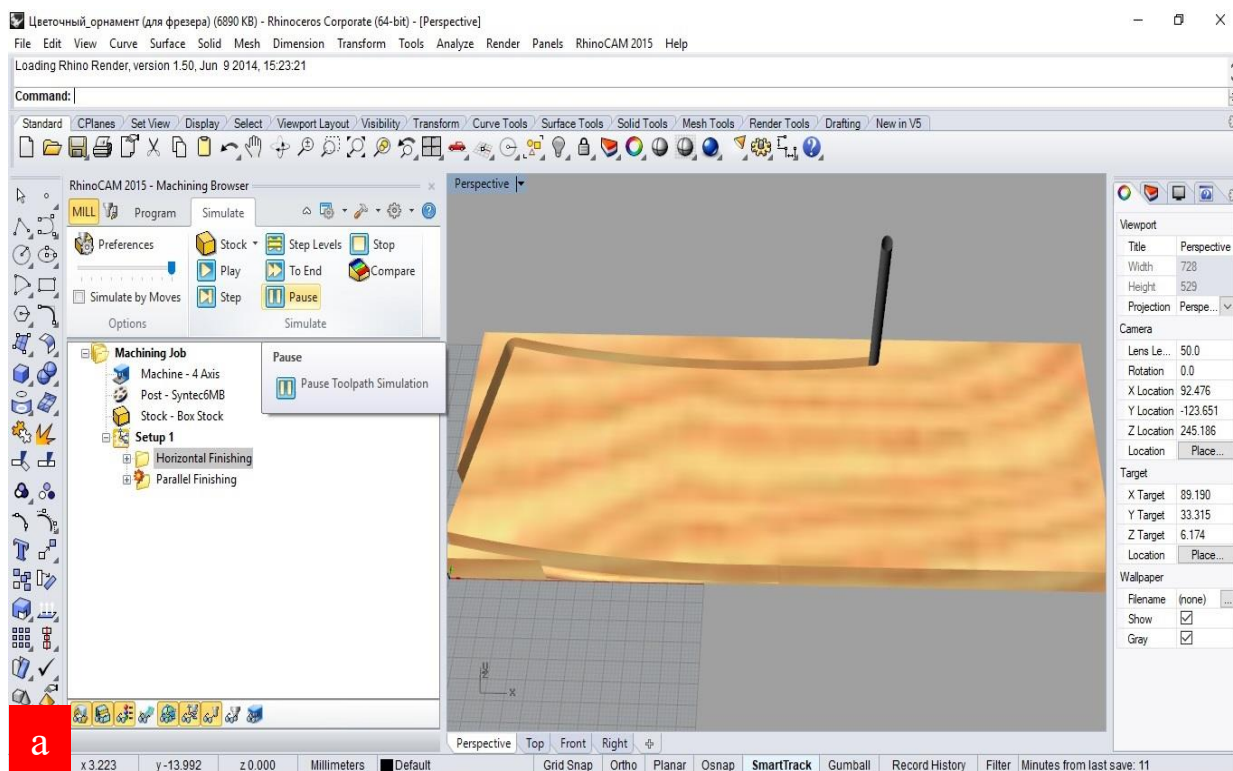 Цветочный_орнамент (для фрезера) (6890 KB) - Rhinoceros Corporate (64-bit) - [Perspective]
File Edit View Curve Surface Solid Mesh Dimension Transform Tools Analyze Render Panels RhinoCAM 2015 Help
Loading Rhino Render, version 1.50, Jun 9 2014, 15:23:21
Command:
Standard CPlanes Set View Display Select Viewport Layout Visibility Transform Curve Tools Surface Tools Solid Tools Mesh Tools Render Tools Drafting New in V5
RhinoCAM 2015 - Machining Browser
MILL Program Simulate
Preferences Stock Step Levels Stop
Play To End Compare
Simulate by Moves Step Pause
Options Simulate
Machining Job
Machine - 4 Axis
Post - Syntec6MB
Stock - Box Stock
Setup 1
Horizontal Finishing
Parallel Finishing
Pause
Pause Toolpath Simulation
Perspective
z
x
Perspective Top Front Right
Viewport
Title Perspective
Width 728
Height 529
Projection Perspe...
Camera
Lens Le... 50.0
Rotation 0.0
X Location 92.476
Y Location -123.651
Z Location 245.186
Location Place...
Target
X Target 89.190
Y Target 33.315
Z Target 6.174
Location Place...
Wallpaper
Filename (none) ...
Show
Gray
a
x 3.223 y -13.992 z 0.000 Millimeters Default Grid Snap Ortho Planar Osnap SmartTrack Gumball Record History Filter Minutes from last save: 11